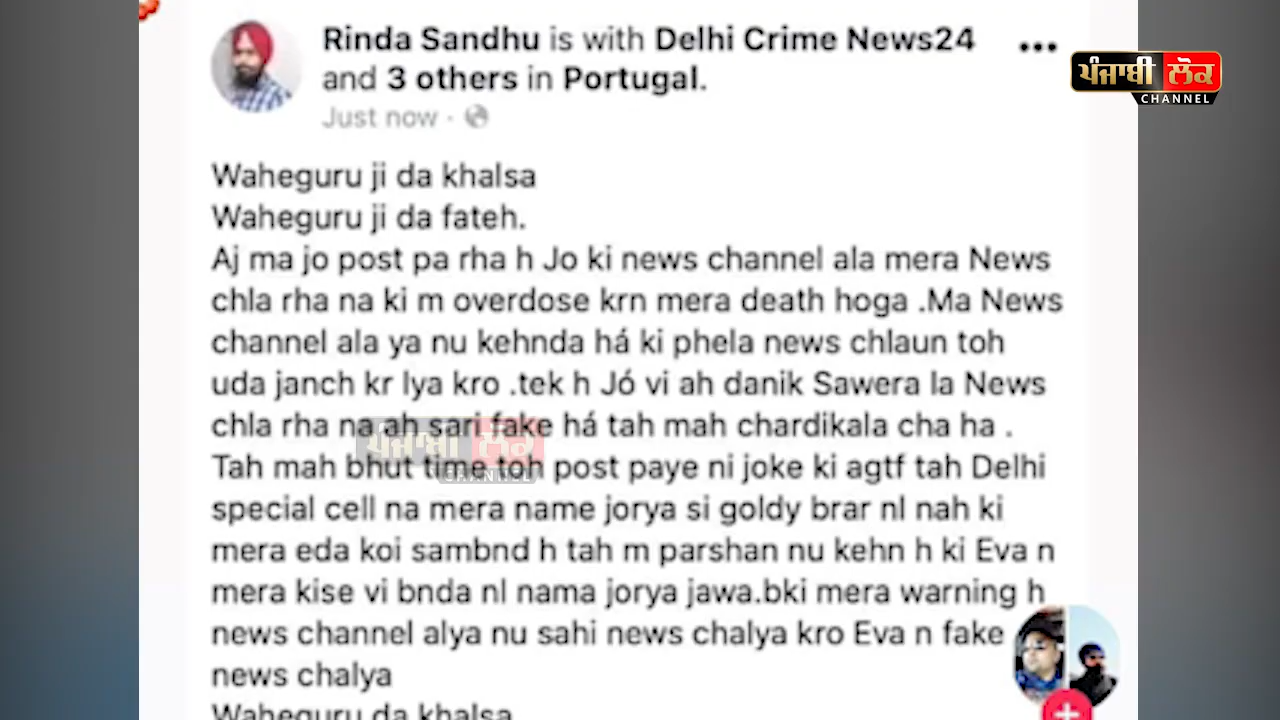 Rinda Sandhu is with Delhi Crime News24
and 3 others in Portugal.
Just now ·
ਪੰਜਾਬੀ ਲੋਕ
CHANNEL
Waheguru ji da khalsa
Waheguru ji da fateh.
Aj ma jo post pa rha h Jo ki news channel ala mera News
chla rha na ki m overdose krn mera death hoga .Ma News
channel ala ya nu kehnda há ki phela news chlaun toh
uda janch kr lya kro .tek h Jó vi ah danik Sawera la News
chla rha na ah sari fake há tah mah chardikala cha ha .
ਪੰਜਾਬੀ ਲੋਕ
CHANNEL
Tah mah bhut time toh post paye ni joke ki agtf tah Delhi
special cell na mera name jorya si goldy brar nl nah ki
mera eda koi sambnd h tah m parshan nu kehn h ki Eva n
mera kise vi bnda nl nama jorya jawa.bki mera warning h
news channel alya nu sahi news chalya kro Eva n fake
news chalya
Waheguru da khalsa